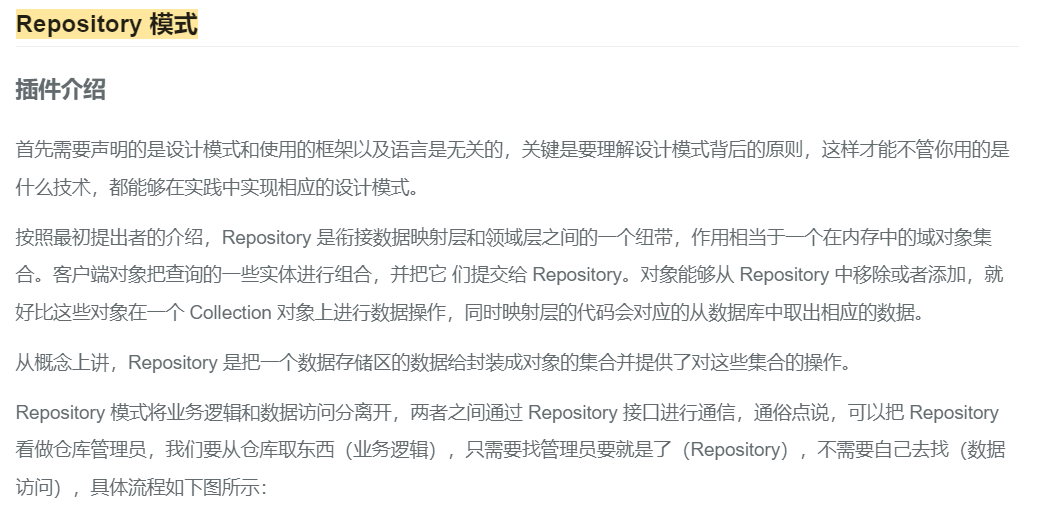 Repository 模式
插件介绍
首先需要声明的是设计模式和使用的框架以及语言是无关的，关键是要理解设计模式背后的原则，这样才能不管你用的是
什么技术，都能够在实践中实现相应的设计模式。
按照最初提出者的介绍，Repository 是衔接数据映射层和领域层之间的一个纽带，作用相当于一个在内存中的域对象集
合。客户端对象把查询的一些实体进行组合，并把它 们提交给 Repository。对象能够从 Repository 中移除或者添加，就
好比这些对象在一个 Collection 对象上进行数据操作，同时映射层的代码会对应的从数据库中取出相应的数据。
从概念上讲，Repository 是把一个数据存储区的数据给封装成对象的集合并提供了对这些集合的操作。
Repository 模式将业务逻辑和数据访问分离开，两者之间通过 Repository 接口进行通信，通俗点说，可以把 Repository
看做仓库管理员，我们要从仓库取东西（业务逻辑），只需要找管理员要就是了（Repository），不需要自己去找（数据
访问），具体流程如下图所示：